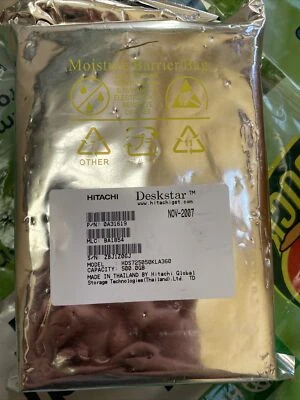 Moisture Barrier Bag
OTHER
HITACHI Deskstar™
www.hitachigst.com
NOV-2007
P/N: 0A31619
MLC: BA1854
MODEL : HDS725050KLA360
CAPACITY: 500.0GB
MADE IN THAILAND BY Hitachi Global
Storage Technologies(Thailand)Ltd. TD